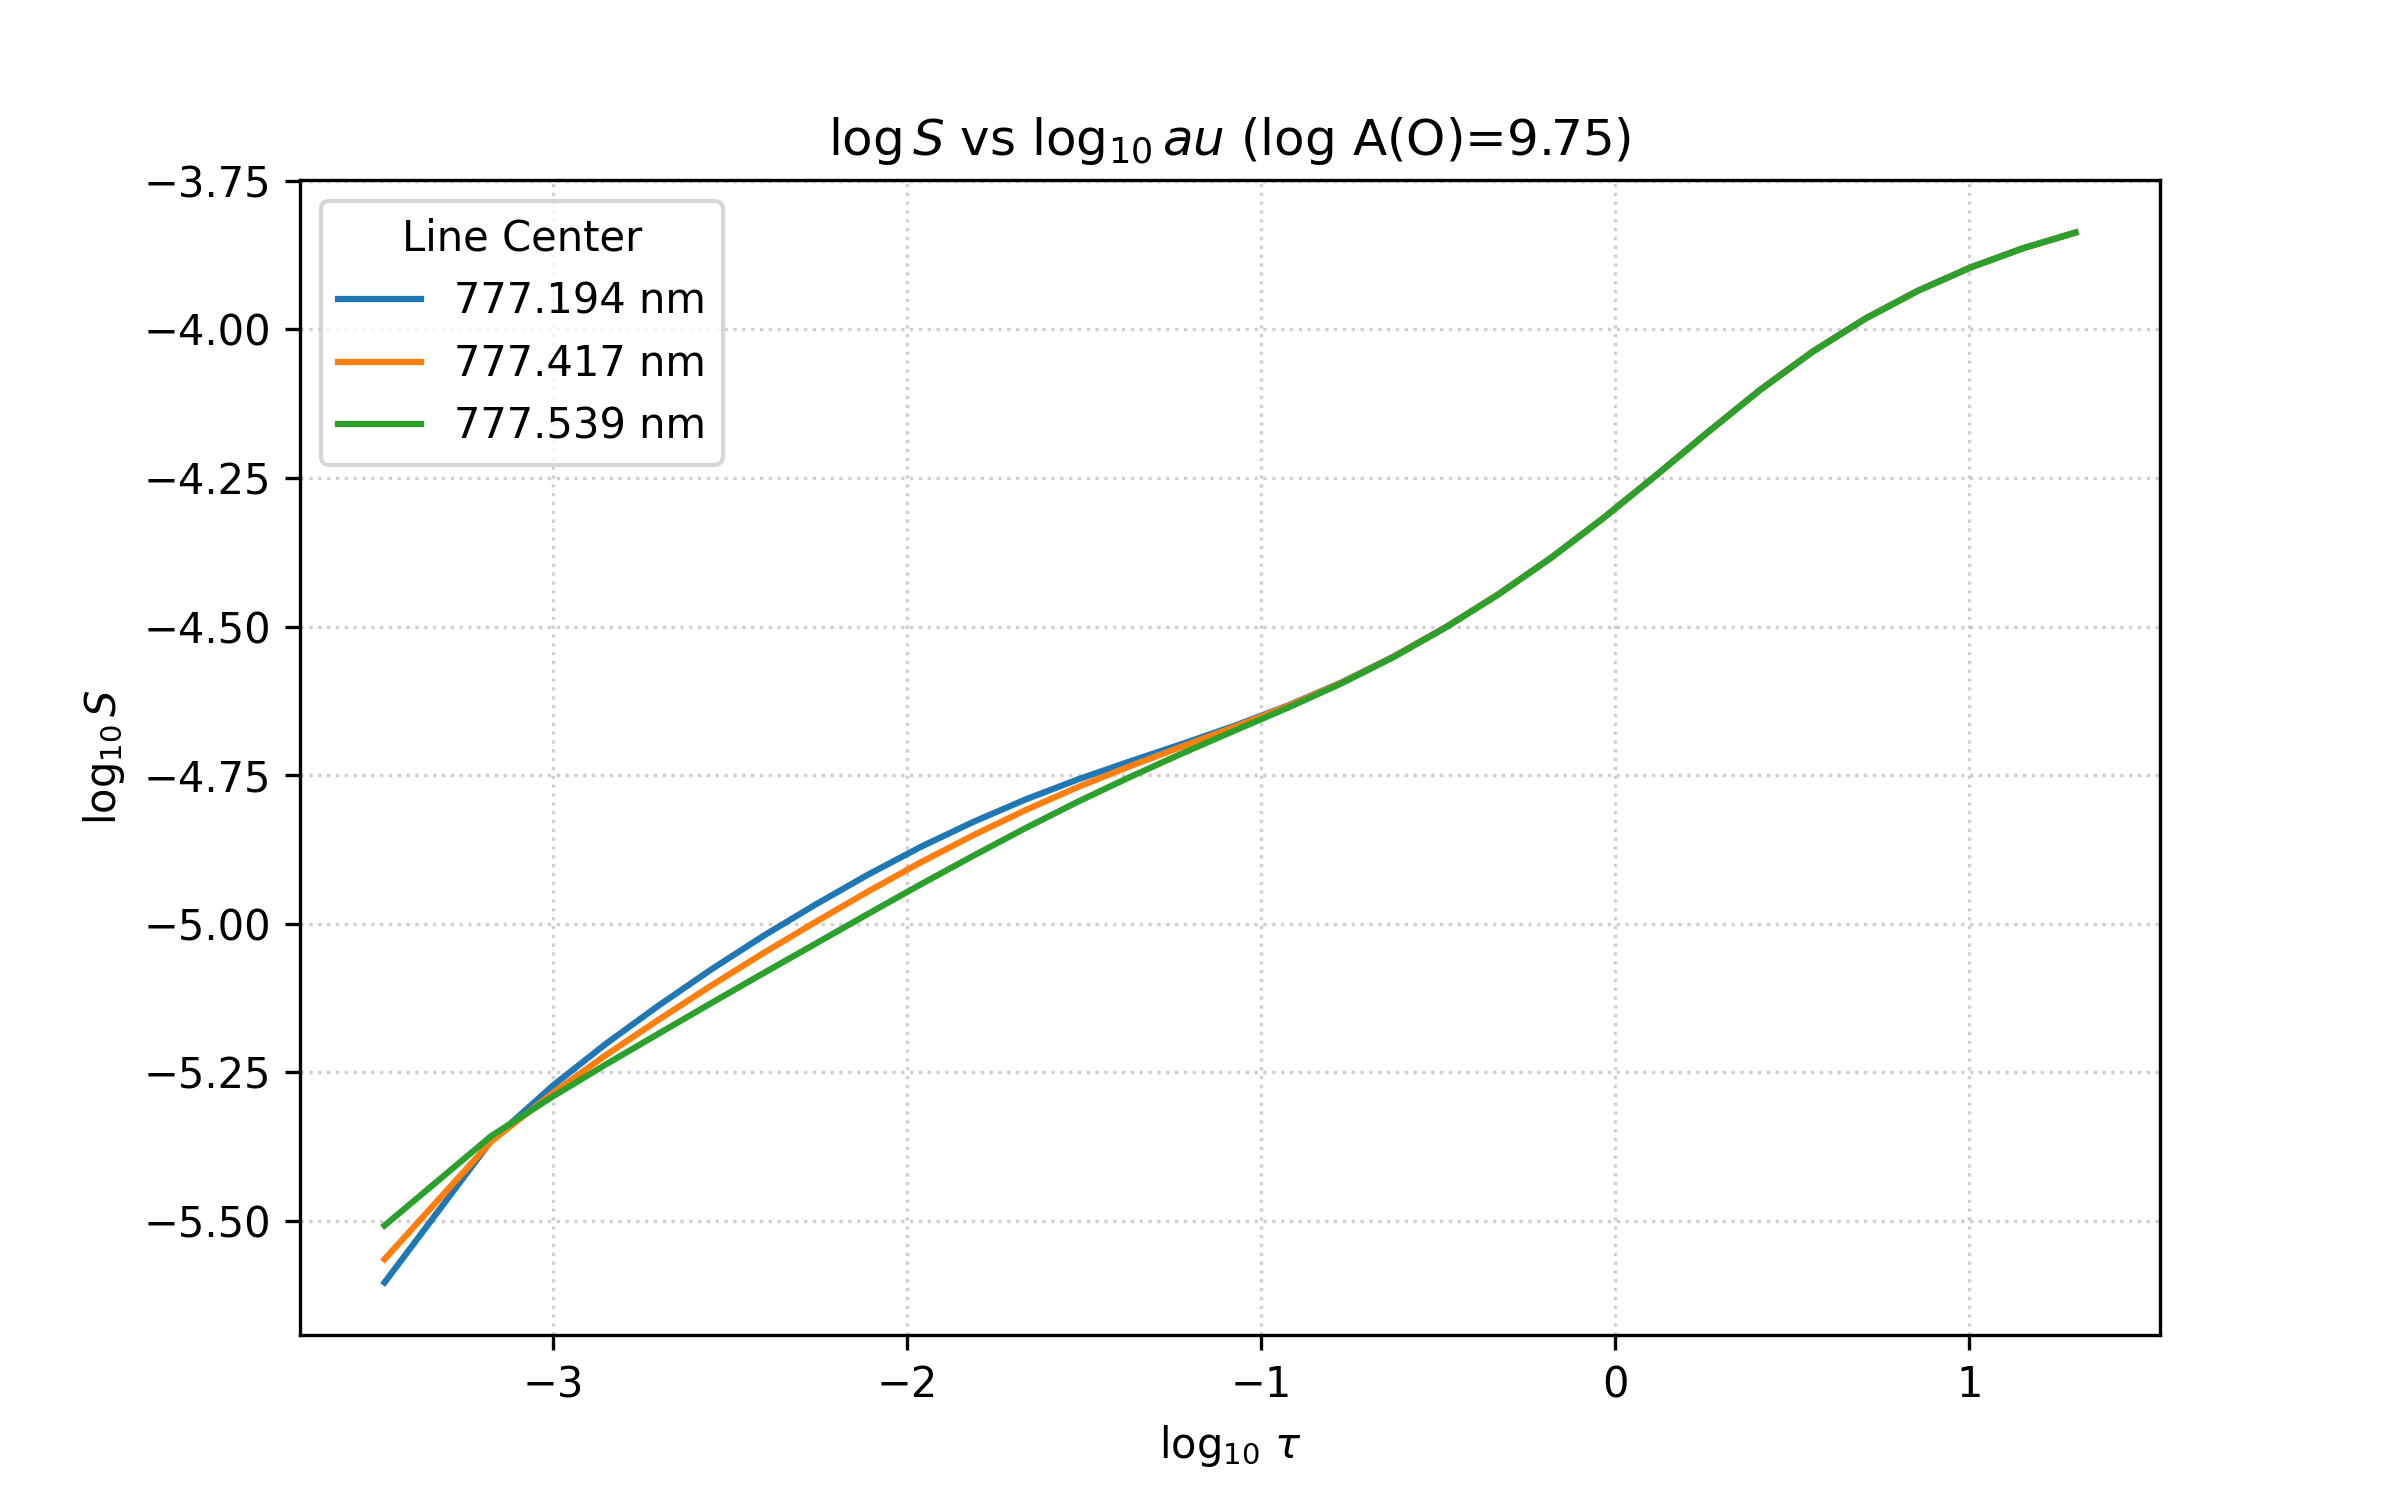 log S vs log₁₀ au (log A(O)=9.75)
Line Center
777.194 nm
777.417 nm
777.539 nm
−3.75
−4.00
−4.25
−4.50
−4.75
−5.00
−5.25
−5.50
log₁₀ S
−3 −2 −1 0 1
log₁₀ τ